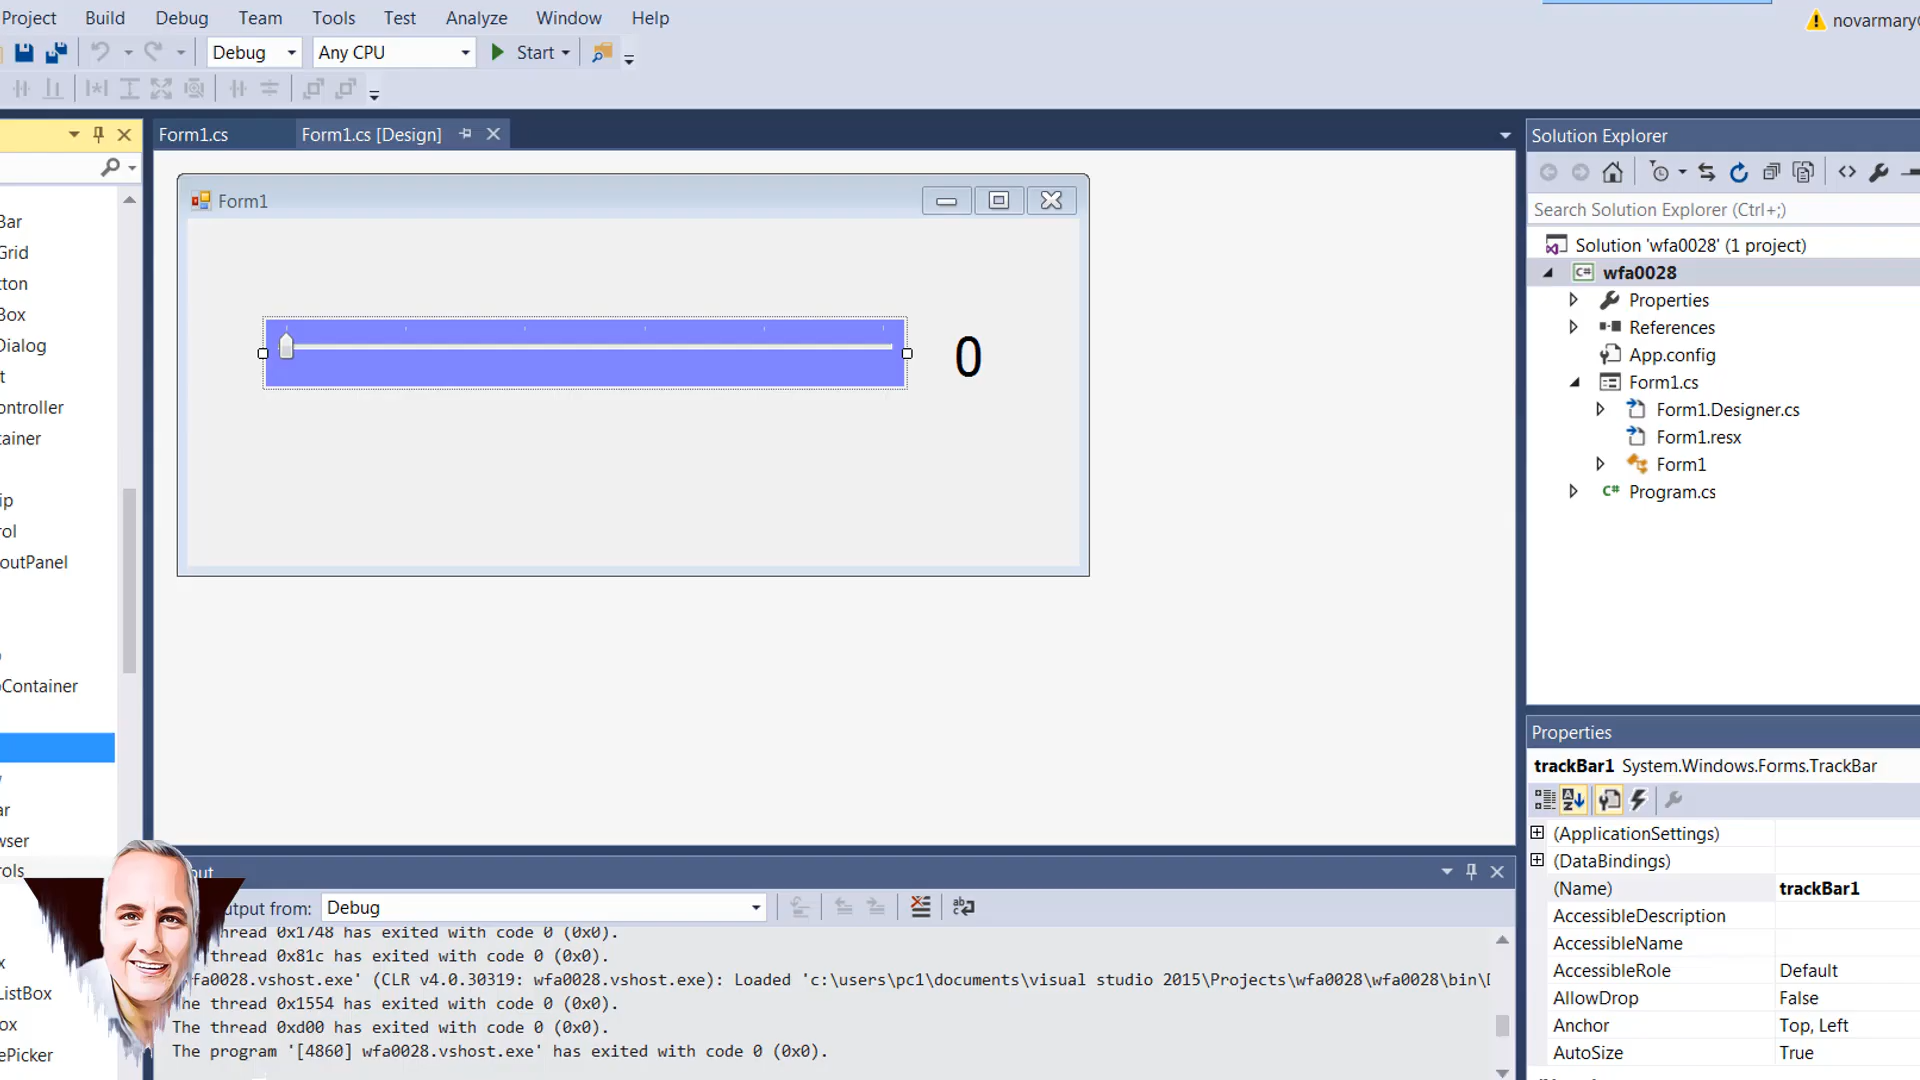 Project Build Debug Team Tools Test Analyze Window Help
novarmary
Debug Any CPU Start
Form1.cs Form1.cs [Design]
Form1
0
Bar
Grid
tton
Box
Dialog
t
ontroller
tainer
ip
rol
outPanel
Container
ar
wser
rols
x
ListBox
ox
ePicker
Solution Explorer
Search Solution Explorer (Ctrl+;)
Solution 'wfa0028' (1 project)
C# wfa0028
Properties
References
App.config
Form1.cs
Form1.Designer.cs
Form1.resx
Form1
C# Program.cs
Properties
trackBar1 System.Windows.Forms.TrackBar
(ApplicationSettings)
(DataBindings)
(Name) trackBar1
AccessibleDescription
AccessibleName
AccessibleRole Default
AllowDrop False
Anchor Top, Left
AutoSize True
out
utput from: Debug
thread 0x1748 has exited with code 0 (0x0).
thread 0x81c has exited with code 0 (0x0).
fa0028.vshost.exe' (CLR v4.0.30319: wfa0028.vshost.exe): Loaded 'c:\users\pc1\documents\visual studio 2015\Projects\wfa0028\wfa0028\bin\D
he thread 0x1554 has exited with code 0 (0x0).
The thread 0xd00 has exited with code 0 (0x0).
The program '[4860] wfa0028.vshost.exe' has exited with code 0 (0x0).